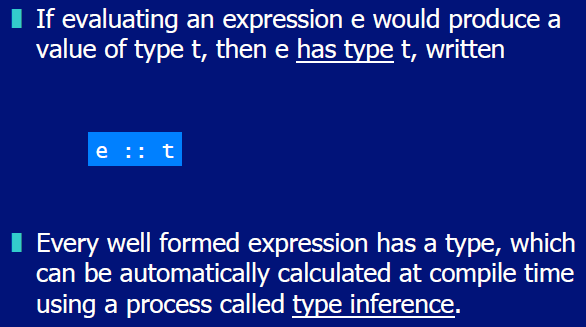 If evaluating an expression e would produce a
value of type t, then e has type t, written
e :: t
Every well formed expression has a type, which
can be automatically calculated at compile time
using a process called type inference.